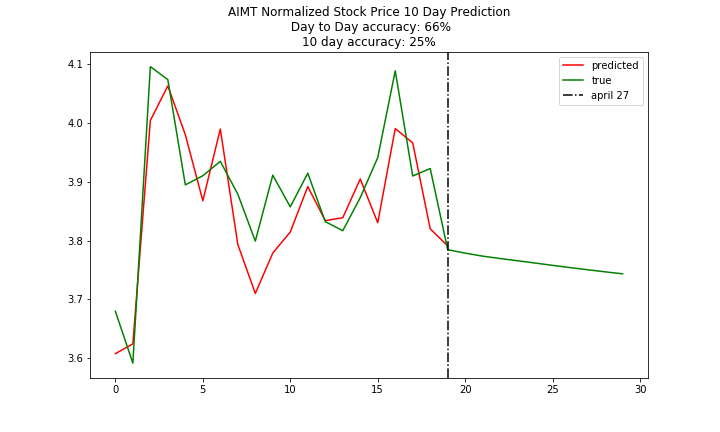 AIMT Normalized Stock Price 10 Day Prediction
Day to Day accuracy: 66%
10 day accuracy: 25%
predicted
true
april 27
4.1
4.0
3.9
3.8
3.7
3.6
0 5 10 15 20 25 30